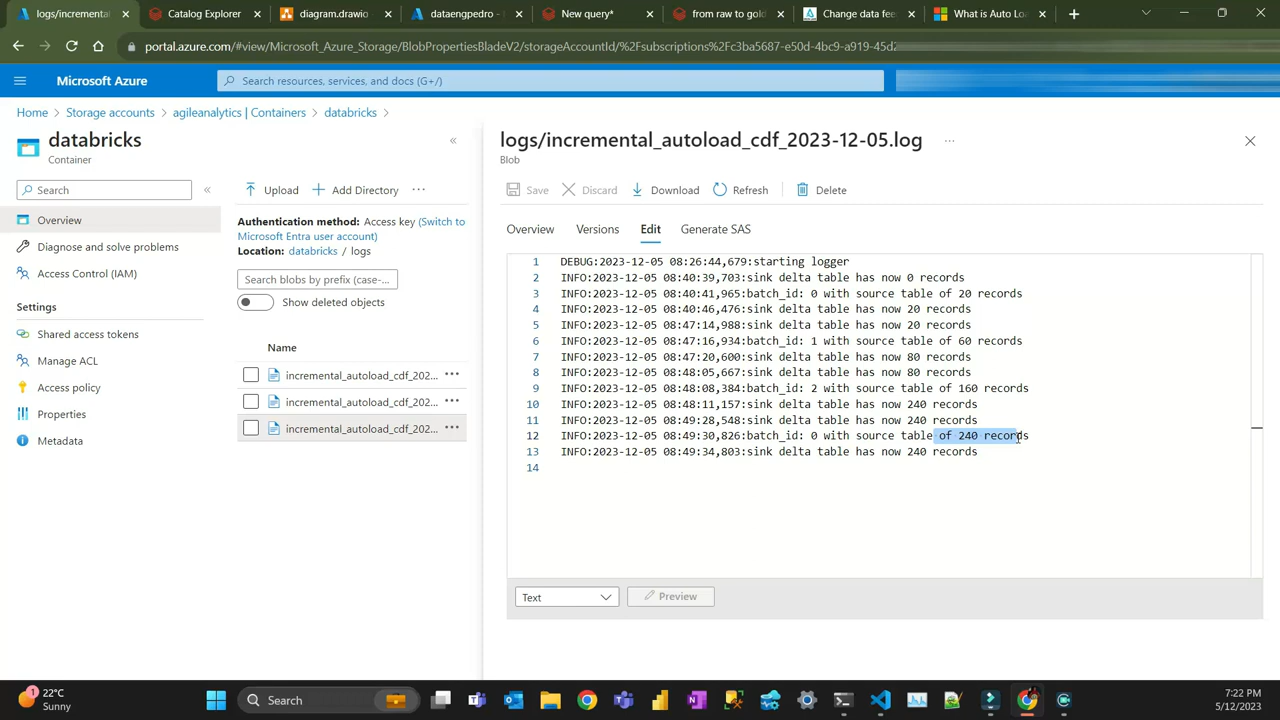 logs/incremental
Catalog Explorer
diagram.drawio
dataengpedro -
New query*
from raw to gold
Change data fee
What is Auto Loa
portal.azure.com/#view/Microsoft_Azure_Storage/BlobPropertiesBladeV2/storageAccountId/%2Fsubscriptions%2Fc3ba5687-e50d-4bc9-a919-45d2
Microsoft Azure
Search resources, services, and docs (G+/)
Home > Storage accounts > agileanalytics | Containers > databricks >
databricks
Container
Search
Overview
Diagnose and solve problems
Access Control (IAM)
Settings
Shared access tokens
Manage ACL
Access policy
Properties
Metadata
Upload
Add Directory
Authentication method: Access key (Switch to
Microsoft Entra user account)
Location: databricks / logs
Search blobs by prefix (case-...
Show deleted objects
Name
incremental_autoload_cdf_202...
incremental_autoload_cdf_202...
incremental_autoload_cdf_202...
logs/incremental_autoload_cdf_2023-12-05.log
Blob
Save
Discard
Download
Refresh
Delete
Overview
Versions
Edit
Generate SAS
1 DEBUG:2023-12-05 08:26:44,679:starting logger
2 INFO:2023-12-05 08:40:39,703:sink delta table has now 0 records
3 INFO:2023-12-05 08:40:41,965:batch_id: 0 with source table of 20 records
4 INFO:2023-12-05 08:40:46,476:sink delta table has now 20 records
5 INFO:2023-12-05 08:47:14,988:sink delta table has now 20 records
6 INFO:2023-12-05 08:47:16,934:batch_id: 1 with source table of 60 records
7 INFO:2023-12-05 08:47:20,600:sink delta table has now 80 records
8 INFO:2023-12-05 08:48:05,667:sink delta table has now 80 records
9 INFO:2023-12-05 08:48:08,384:batch_id: 2 with source table of 160 records
10 INFO:2023-12-05 08:48:11,157:sink delta table has now 240 records
11 INFO:2023-12-05 08:49:28,548:sink delta table has now 240 records
12 INFO:2023-12-05 08:49:30,826:batch_id: 0 with source table of 240 records
13 INFO:2023-12-05 08:49:34,803:sink delta table has now 240 records
14
Text
Preview
1
22°C
Sunny
Search
7:22 PM
5/12/2023